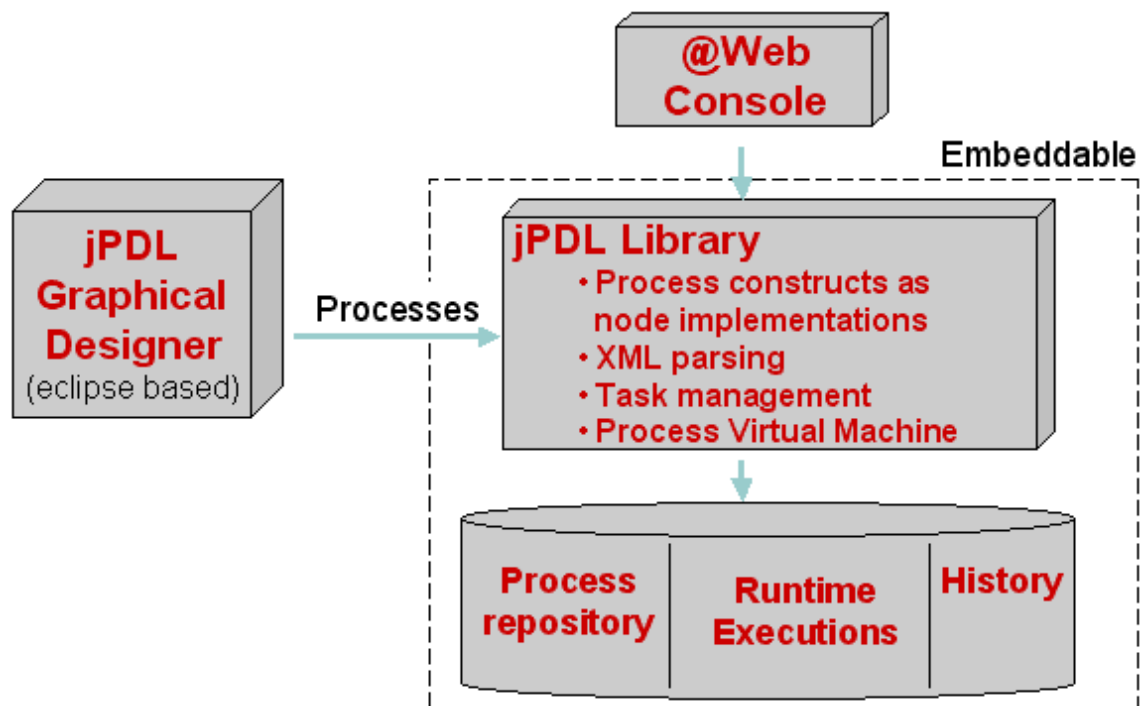 @Web
Console
Embeddable
jPDL
Graphical
Designer
(eclipse based)
Processes
jPDL Library
• Process constructs as
node implementations
• XML parsing
• Task management
• Process Virtual Machine
Process
repository
Runtime
Executions
History